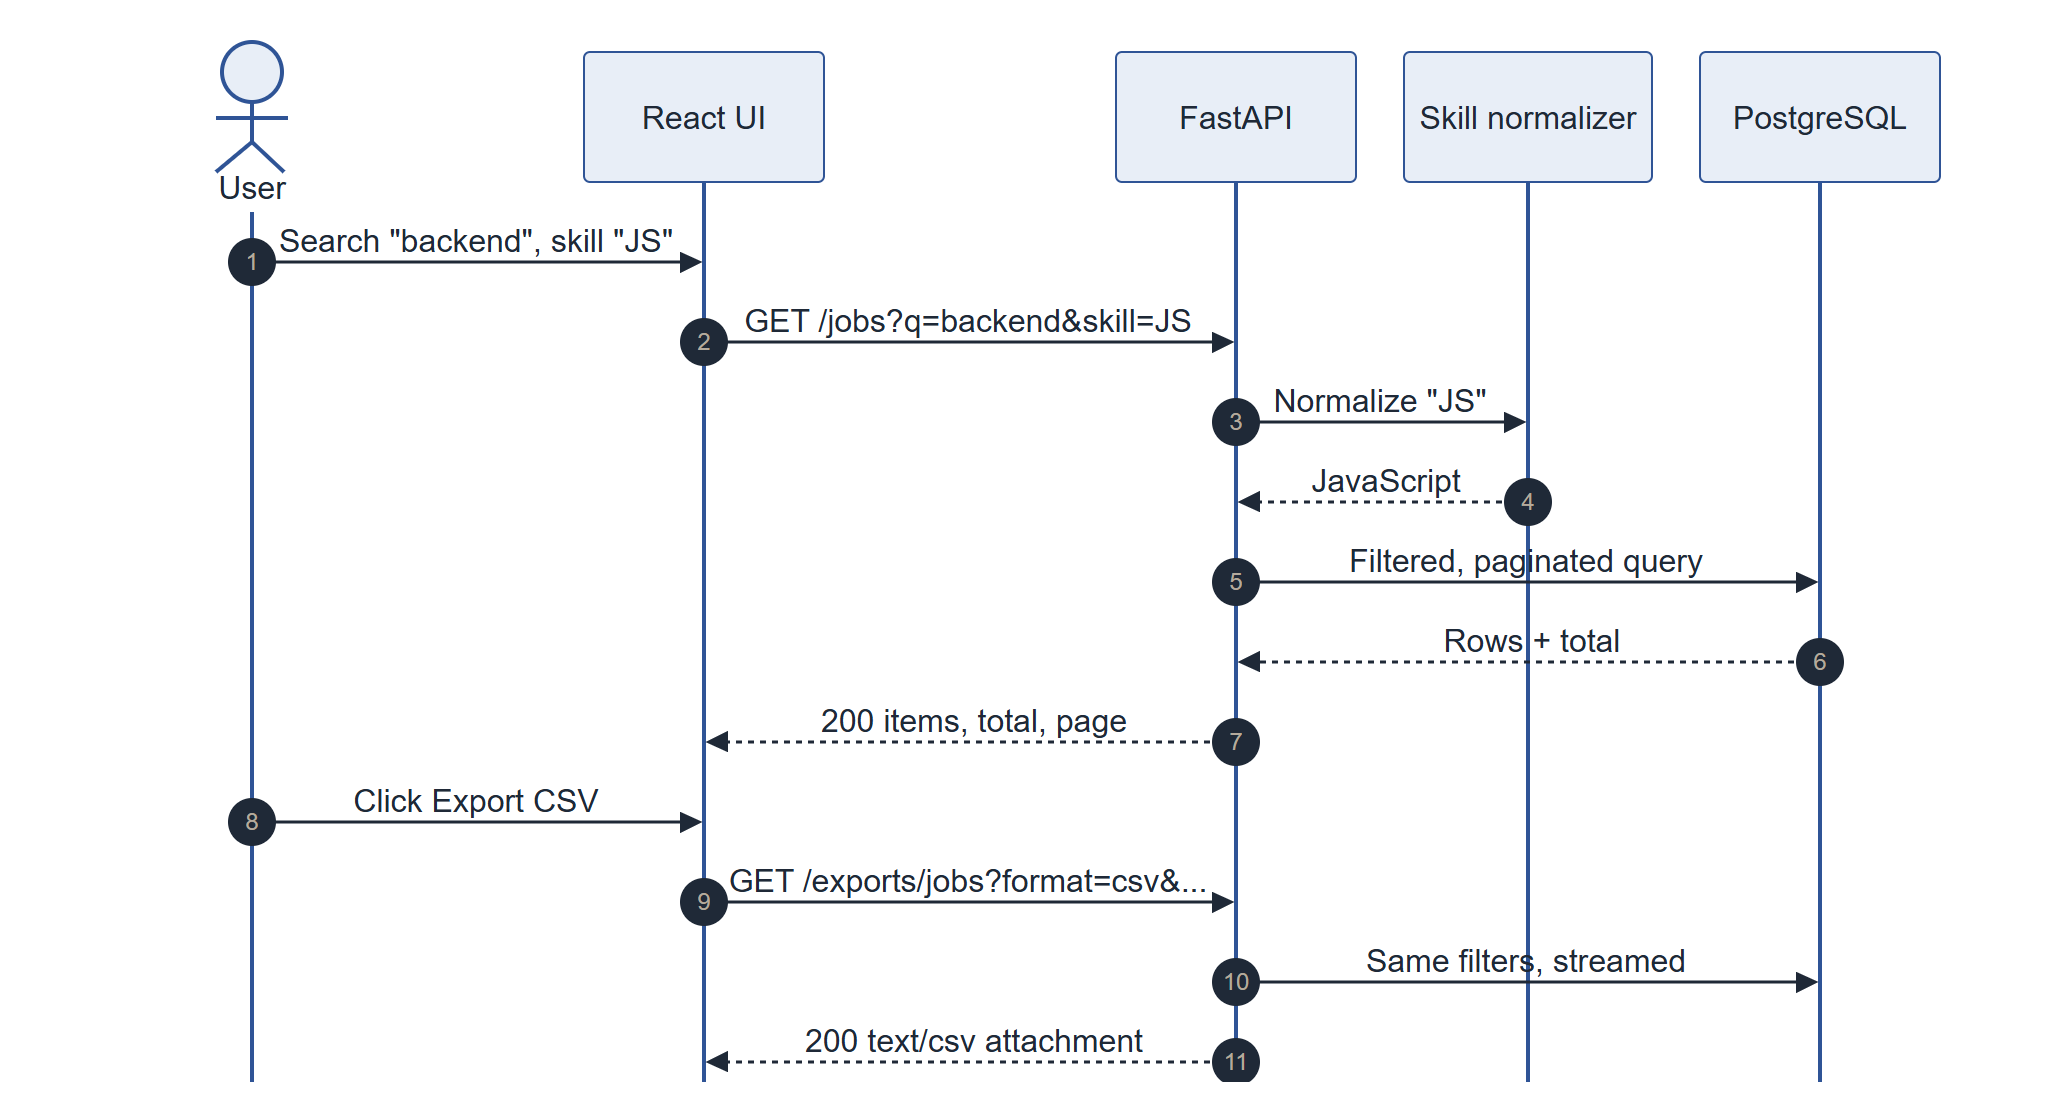 User
React UI
FastAPI
Skill normalizer
PostgreSQL
Search "backend", skill "JS"
1
GET /jobs?q=backend&skill=JS
2
Normalize "JS"
3
JavaScript
4
Filtered, paginated query
5
Rows + total
6
200 items, total, page
7
Click Export CSV
8
GET /exports/jobs?format=csv&...
9
Same filters, streamed
10
200 text/csv attachment
11